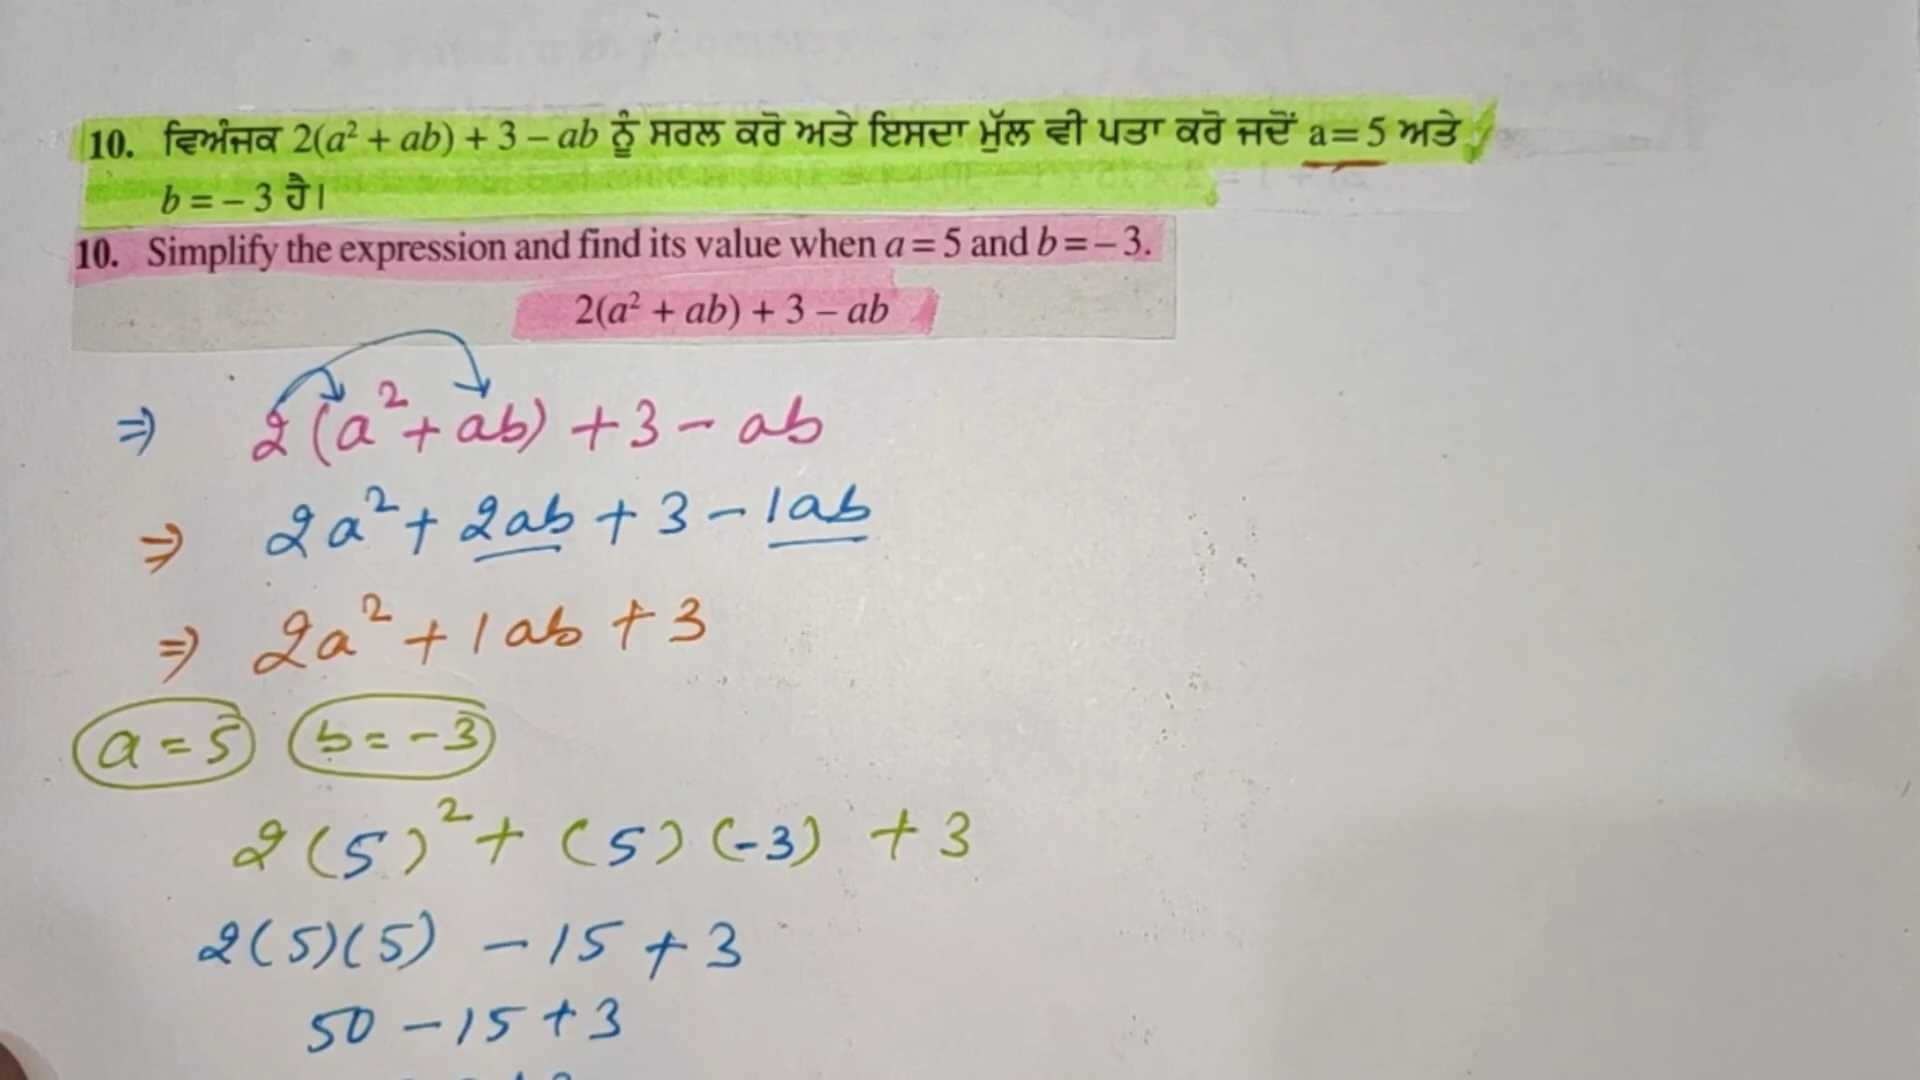 10. ਵਿਅੰਜਕ 2(a² + ab) + 3 – ab ਨੂੰ ਸਰਲ ਕਰੋ ਅਤੇ ਇਸਦਾ ਮੁੱਲ ਵੀ ਪਤਾ ਕਰੋ ਜਦੋਂ a= 5 ਅਤੇ
b = – 3 ਹੈ।
10. Simplify the expression and find its value when a = 5 and b = – 3.
2(a² + ab) + 3 – ab
⇒ 2(a² + ab) + 3 - ab
⇒ 2a² + 2ab + 3 - 1ab
⇒ 2a² + 1ab + 3
a = 5 b = -3
2(5)² + (5)(-3) + 3
2(5)(5) - 15 + 3
50 - 15 + 3